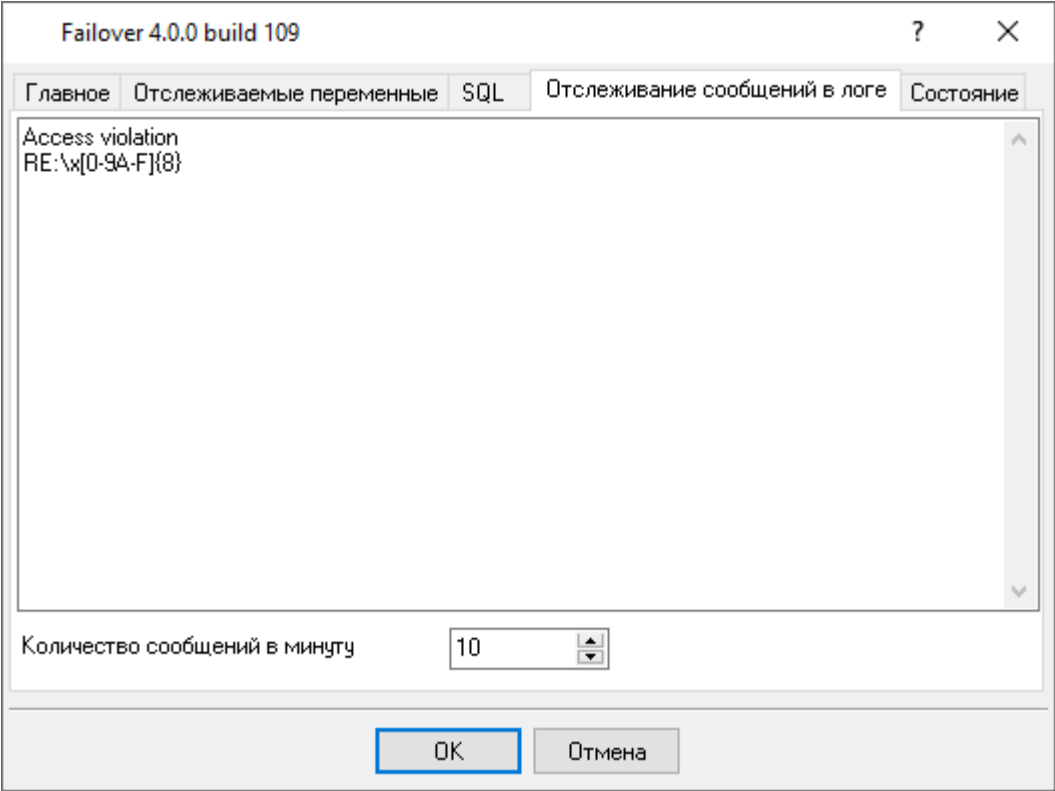 Failover 4.0.0 build 109
?
Главное Отслеживаемые переменные SQL Отслеживание сообщений в логе Состояние
Access violation
RE:\x[0-9A-F]{8}
Количество сообщений в минуту 10
OK Отмена